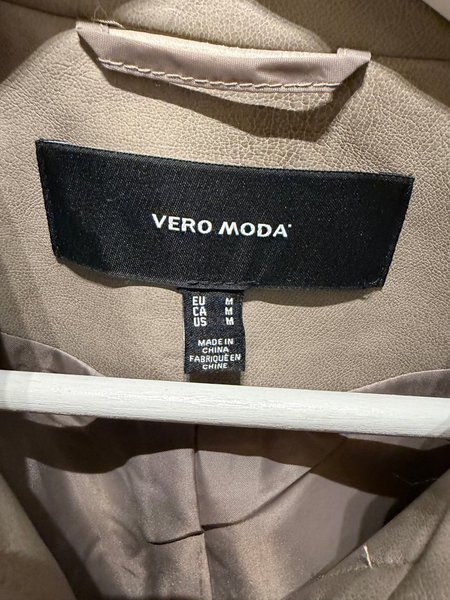 VERO MODA
EU M
CA M
US M
MADE IN
CHINA
FABRIQUÉ EN
CHINE